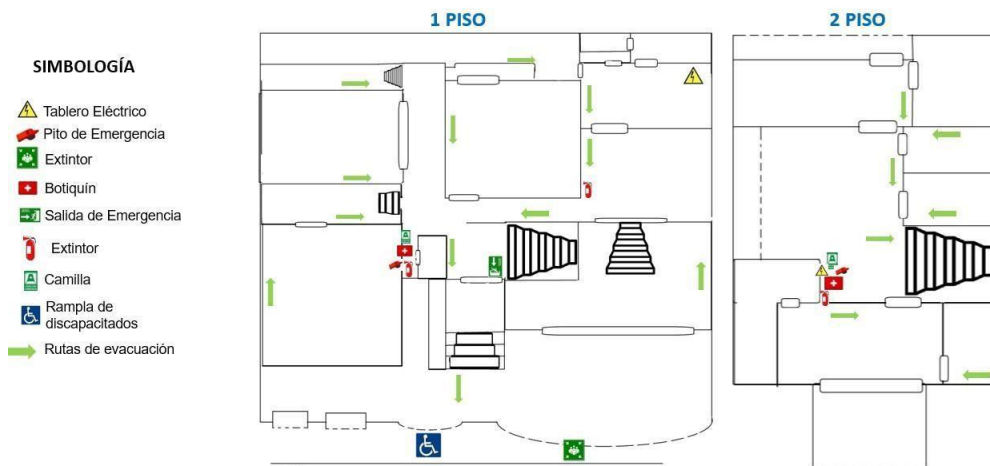 1 PISO
2 PISO
SIMBOLOGÍA
Tablero Eléctrico
Pito de Emergencia
Extintor
Botiquín
Salida de Emergencia
Extintor
Camilla
Rampla de
discapacitados
Rutas de evacuación